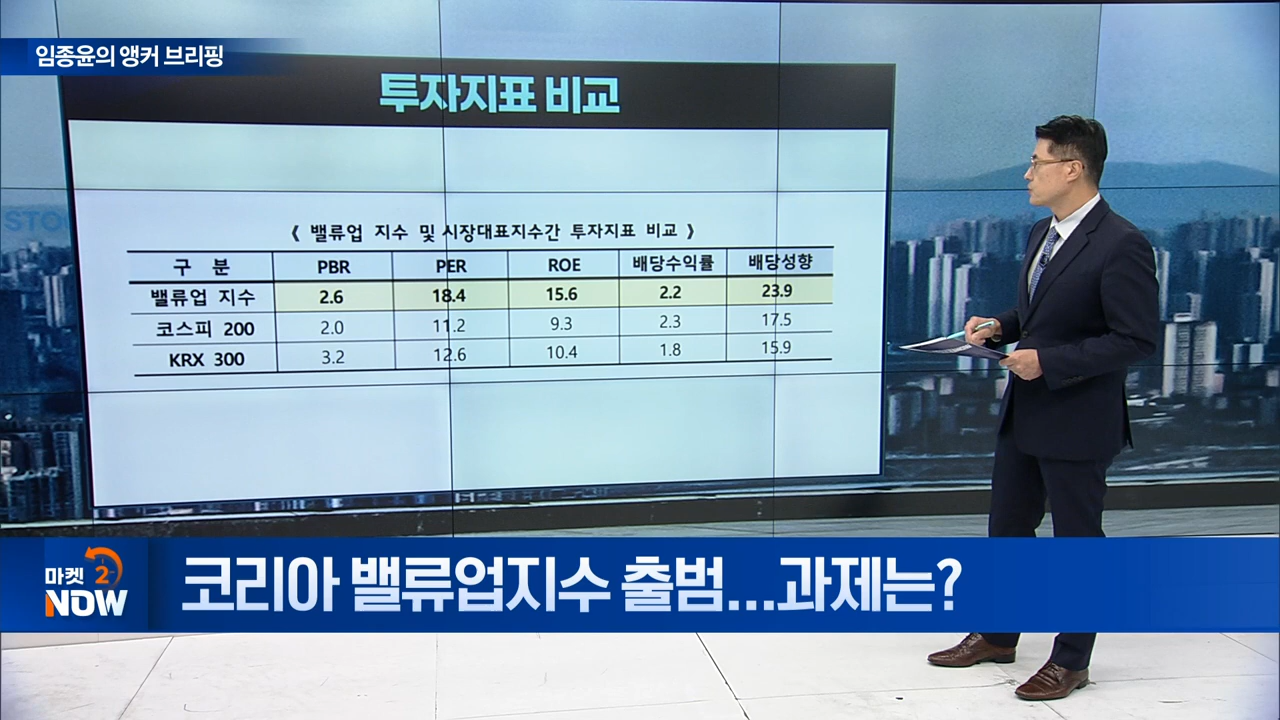 임종윤의 앵커 브리핑
투자지표 비교
STO
《 밸류업 지수 및 시장대표지수간 투자지표 비교 》
구 분 PBR PER ROE 배당수익률 배당성향
밸류업 지수 2.6 18.4 15.6 2.2 23.9
코스피 200 2.0 11.2 9.3 2.3 17.5
KRX 300 3.2 12.6 10.4 1.8 15.9
마켓 2
NOW
코리아 밸류업지수 출범...과제는?